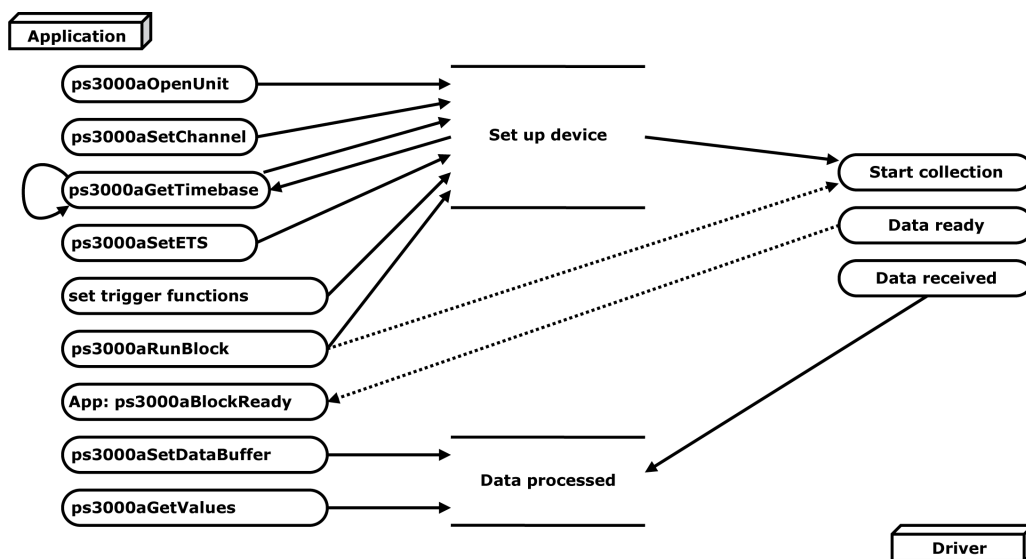 Application
ps3000aOpenUnit
ps3000aSetChannel
Set up device
ps3000aGetTimebase
Start collection
ps3000aSetETS
Data ready
set trigger functions
Data received
ps3000aRunBlock
App: ps3000aBlockReady
ps3000aSetDataBuffer
Data processed
ps3000aGetValues
Driver